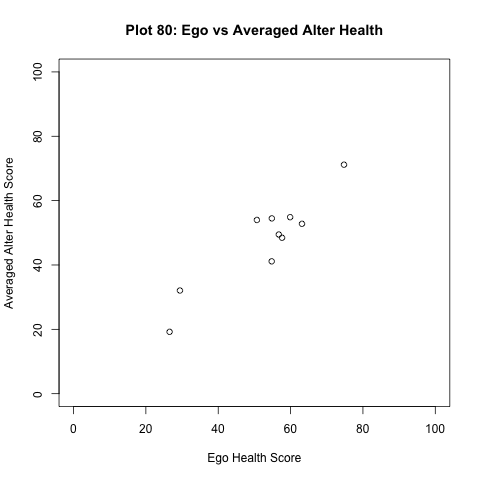 Plot 80: Ego vs Averaged Alter Health
Averaged Alter Health Score
100
80
60
40
20
0
0 20 40 60 80 100
Ego Health Score